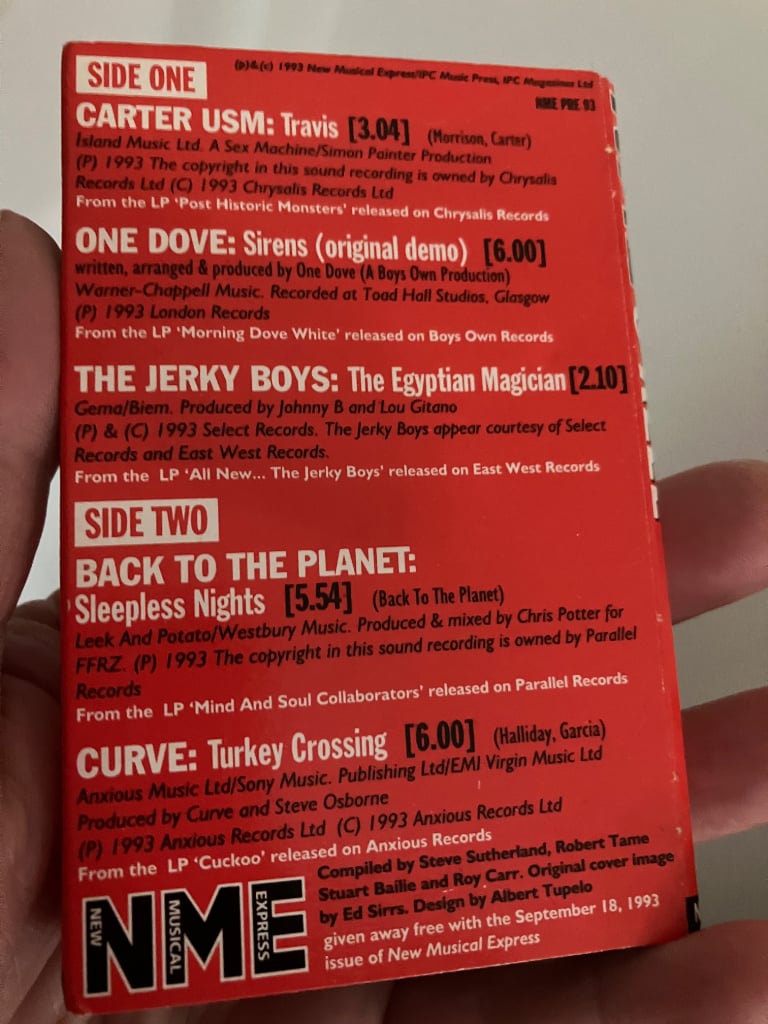 SIDE ONE
(p)&(c) 1993 New Musical Express/IPC Music Press, IPC Magazines Ltd
NME PRE 93
CARTER USM: Travis [3.04] (Morrison, Carter)
Island Music Ltd. A Sex Machine/Simon Painter Production
(P) 1993 The copyright in this sound recording is owned by Chrysalis
Records Ltd (C) 1993 Chrysalis Records Ltd
From the LP 'Post Historic Monsters' released on Chrysalis Records
ONE DOVE: Sirens (original demo) [6.00]
written, arranged & produced by One Dove (A Boys Own Production)
Warner-Chappell Music. Recorded at Toad Hall Studios, Glasgow
(P) 1993 London Records
From the LP 'Morning Dove White' released on Boys Own Records
THE JERKY BOYS: The Egyptian Magician [2.10]
Gema/Biem. Produced by Johnny B and Lou Gitano
(P) & (C) 1993 Select Records. The Jerky Boys appear courtesy of Select
Records and East West Records.
From the LP 'All New... The Jerky Boys' released on East West Records
SIDE TWO
BACK TO THE PLANET:
Sleepless Nights [5.54] (Back To The Planet)
Leek And Potato/Westbury Music. Produced & mixed by Chris Potter for
FFRZ. (P) 1993 The copyright in this sound recording is owned by Parallel
Records
From the LP 'Mind And Soul Collaborators' released on Parallel Records
CURVE: Turkey Crossing [6.00] (Halliday, Garcia)
Anxious Music Ltd/Sony Music. Publishing Ltd/EMI Virgin Music Ltd
Produced by Curve and Steve Osborne
(P) 1993 Anxious Records Ltd (C) 1993 Anxious Records Ltd
From the LP 'Cuckoo' released on Anxious Records
NME
NEW
MUSICAL
EXPRESS
Compiled by Steve Sutherland, Robert Tame
Stuart Bailie and Roy Carr. Original cover image
by Ed Sirrs. Design by Albert Tupelo
given away free with the September 18, 1993
issue of New Musical Express